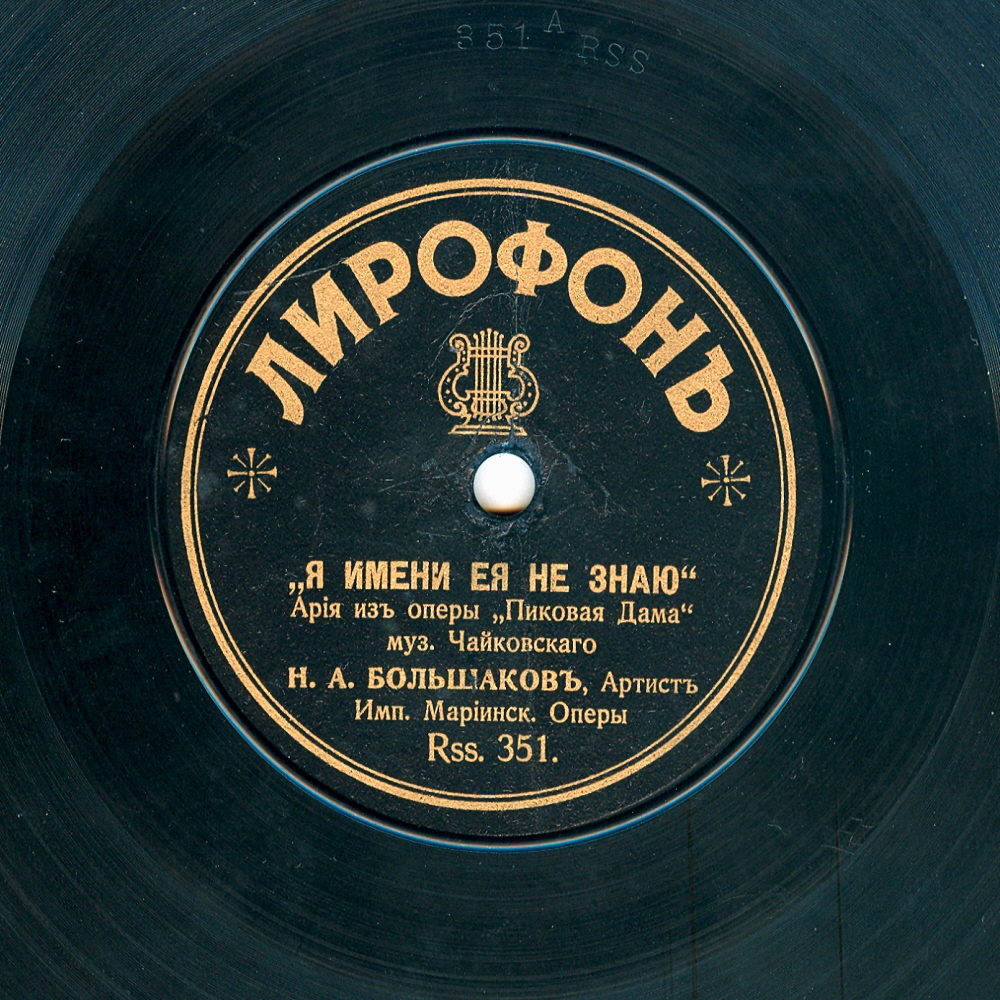 351 A RSS
ЛИРОФОНЪ
„Я ИМЕНИ ЕЯ НЕ ЗНАЮ“
Арія изъ оперы „Пиковая Дама“
муз. Чайковскаго
Н. А. БОЛЬШАКОВЪ, Артистъ
Имп. Маріинск. Оперы
Rss. 351.